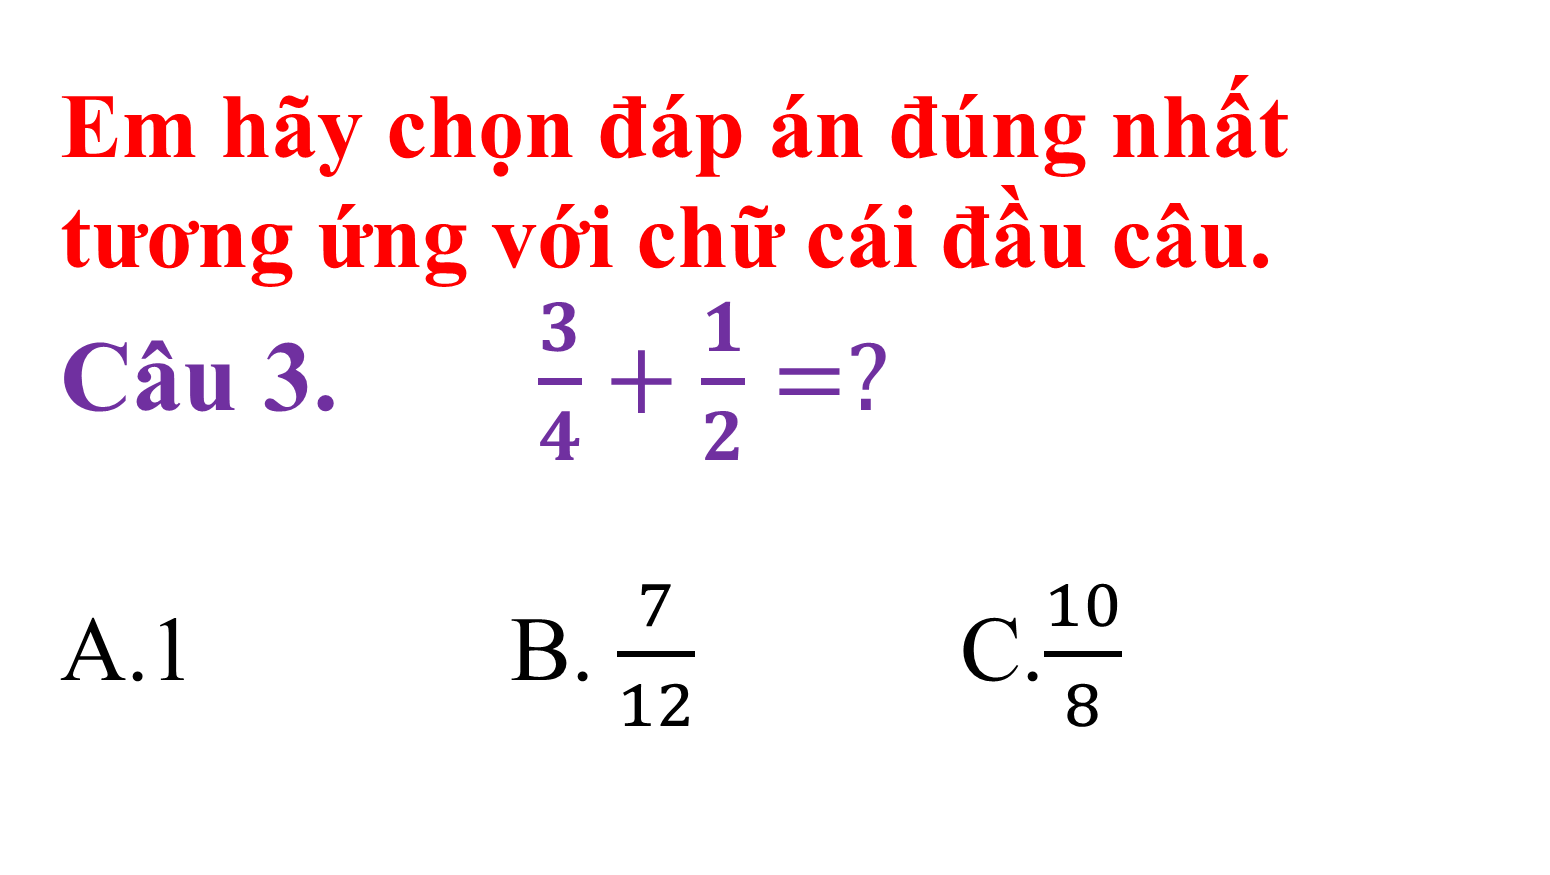 Em hãy chọn đáp án đúng nhất
tương ứng với chữ cái đầu câu.
Câu 3. 3/4 + 1/2 =?
A.1 B. 7/12 C.10/8